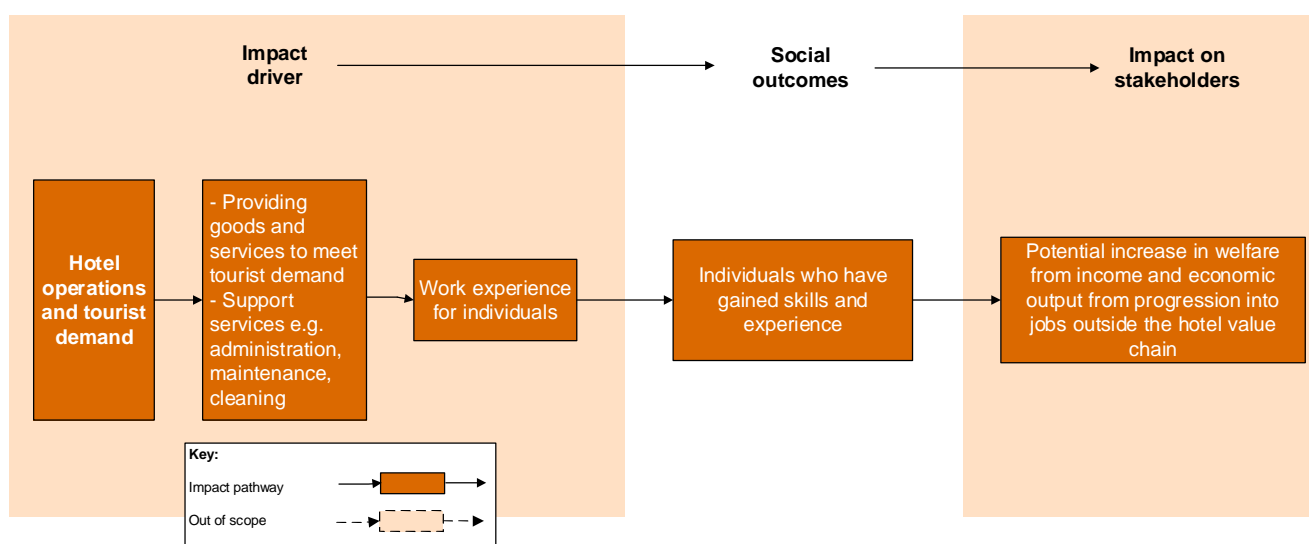 Impact
driver
Social
outcomes
Impact on
stakeholders
Hotel
operations
and tourist
demand
- Providing
goods and
services to meet
tourist demand
- Support
services e.g.
administration,
maintenance,
cleaning
Work experience
for individuals
Individuals who have
gained skills and
experience
Potential increase in welfare
from income and economic
output from progression into
jobs outside the hotel value
chain
Key:
Impact pathway
Out of scope